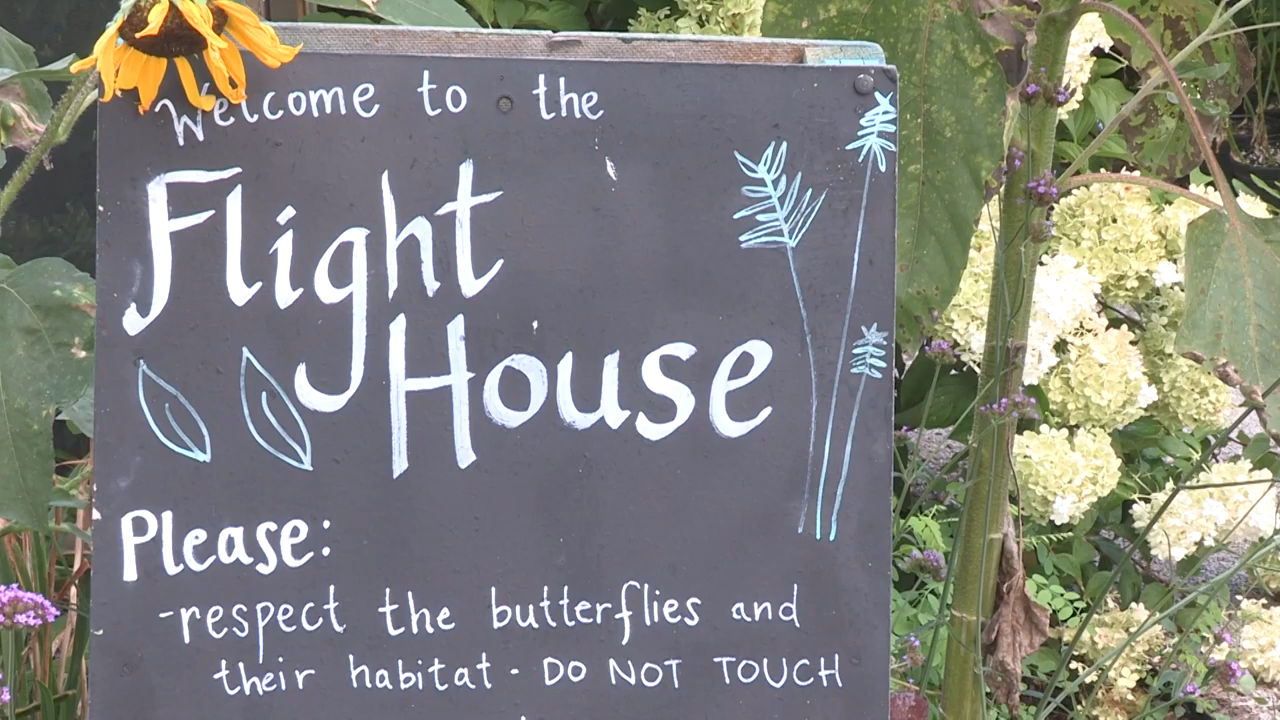 Welcome to the
Flight
House
Please:
-respect the butterflies and
their habitat · DO NOT TOUCH